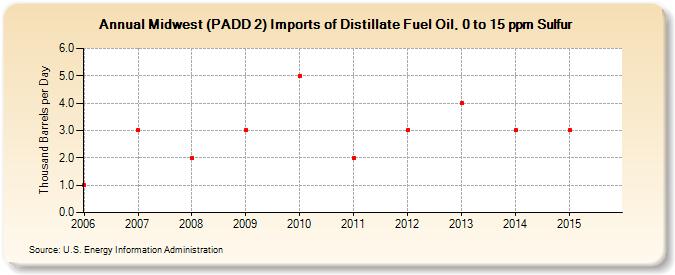 Annual Midwest (PADD 2) Imports of Distillate Fuel Oil, 0 to 15 ppm Sulfur
Thousand Barrels per Day
6.0
5.0
4.0
3.0
2.0
1.0
0.0
2006 2007 2008 2009 2010 2011 2012 2013 2014 2015
Source: U.S. Energy Information Administration